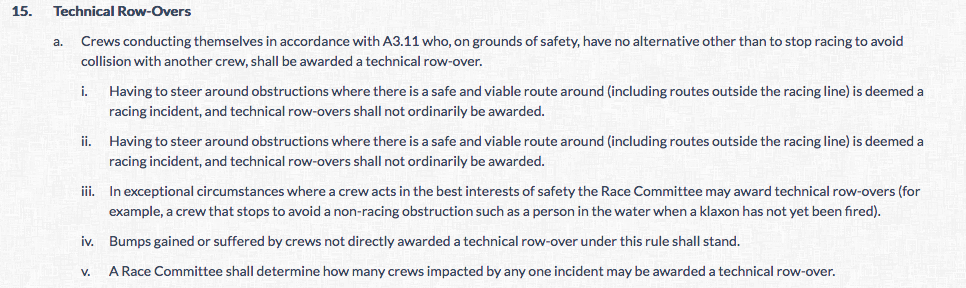 15. Technical Row-Overs
a. Crews conducting themselves in accordance with A3.11 who, on grounds of safety, have no alternative other than to stop racing to avoid
collision with another crew, shall be awarded a technical row-over.
i. Having to steer around obstructions where there is a safe and viable route around (including routes outside the racing line) is deemed a
racing incident, and technical row-overs shall not ordinarily be awarded.
ii. Having to steer around obstructions where there is a safe and viable route around (including routes outside the racing line) is deemed a
racing incident, and technical row-overs shall not ordinarily be awarded.
iii. In exceptional circumstances where a crew acts in the best interests of safety the Race Committee may award technical row-overs (for
example, a crew that stops to avoid a non-racing obstruction such as a person in the water when a klaxon has not yet been fired).
iv. Bumps gained or suffered by crews not directly awarded a technical row-over under this rule shall stand.
v. A Race Committee shall determine how many crews impacted by any one incident may be awarded a technical row-over.